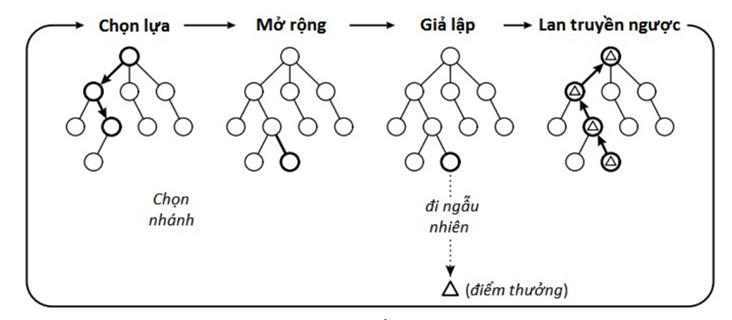 Chọn lựa
Mở rộng
Giả lập
Lan truyền ngược
Chọn
nhánh
đi ngẫu
nhiên
(điểm thưởng)